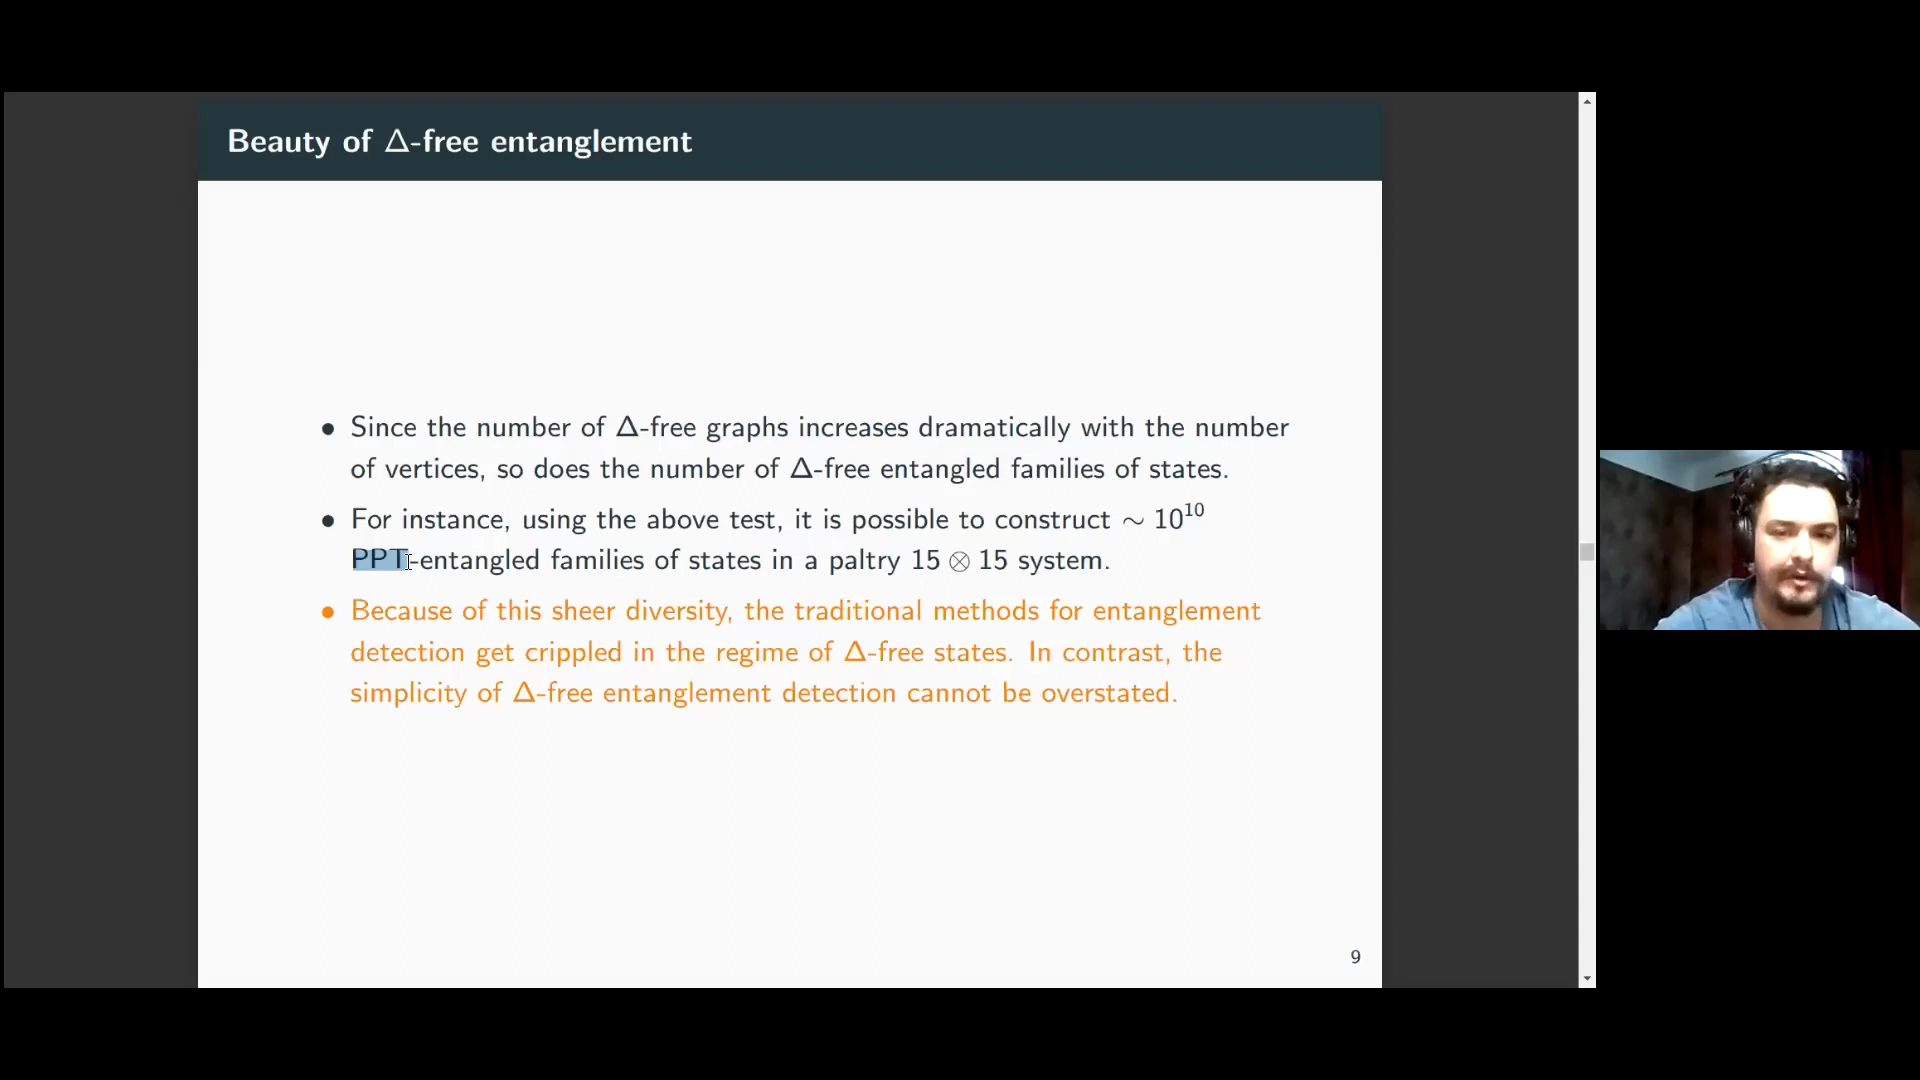 Beauty of Δ-free entanglement
• Since the number of Δ-free graphs increases dramatically with the number
of vertices, so does the number of Δ-free entangled families of states.
• For instance, using the above test, it is possible to construct ∼ 10¹⁰
PPT-entangled families of states in a paltry 15 ⊗ 15 system.
• Because of this sheer diversity, the traditional methods for entanglement
detection get crippled in the regime of Δ-free states. In contrast, the
simplicity of Δ-free entanglement detection cannot be overstated.
9